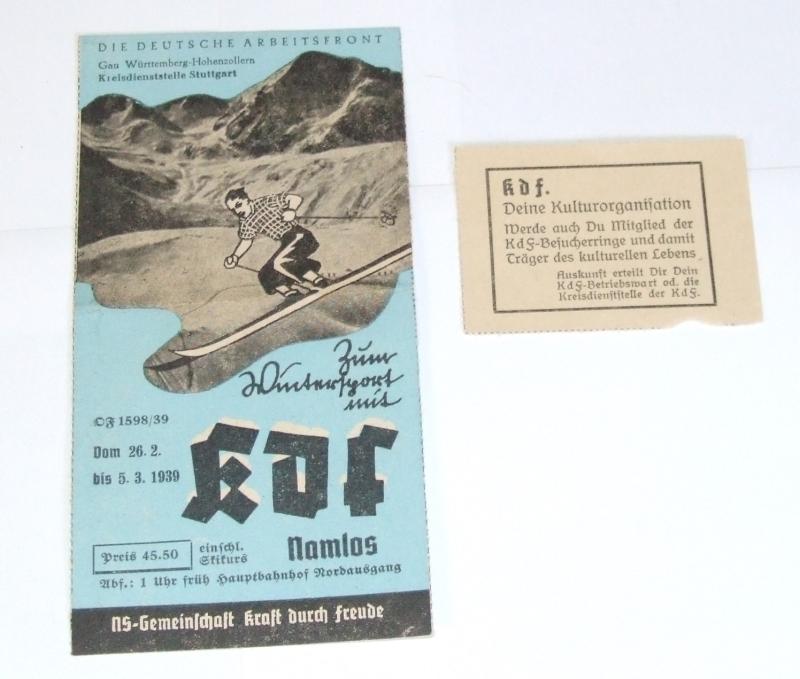 DIE DEUTSCHE ARBEITSFRONT
Gau Württemberg-Hohenzollern
Kreisdienststelle Stuttgart
Zum
Wintersport
mit
OF 1598/39
Vom 26. 2.
bis 5. 3. 1939
KdF
Preis 45.50
einſchl.
Skikurs
Namlos
Abf.: 1 Uhr früh Hauptbahnhof Nordausgang
NS-Gemeinſchaft Kraft durch Freude
KdF.
Deine Kulturorganiſation
Werde auch Du Mitglied der
KdF-Beſucherringe und damit
Träger des kulturellen Lebens
Auskunft erteilt Dir Dein
KdF-Betriebswart od. die
Kreisdienſtſtelle der KdF.